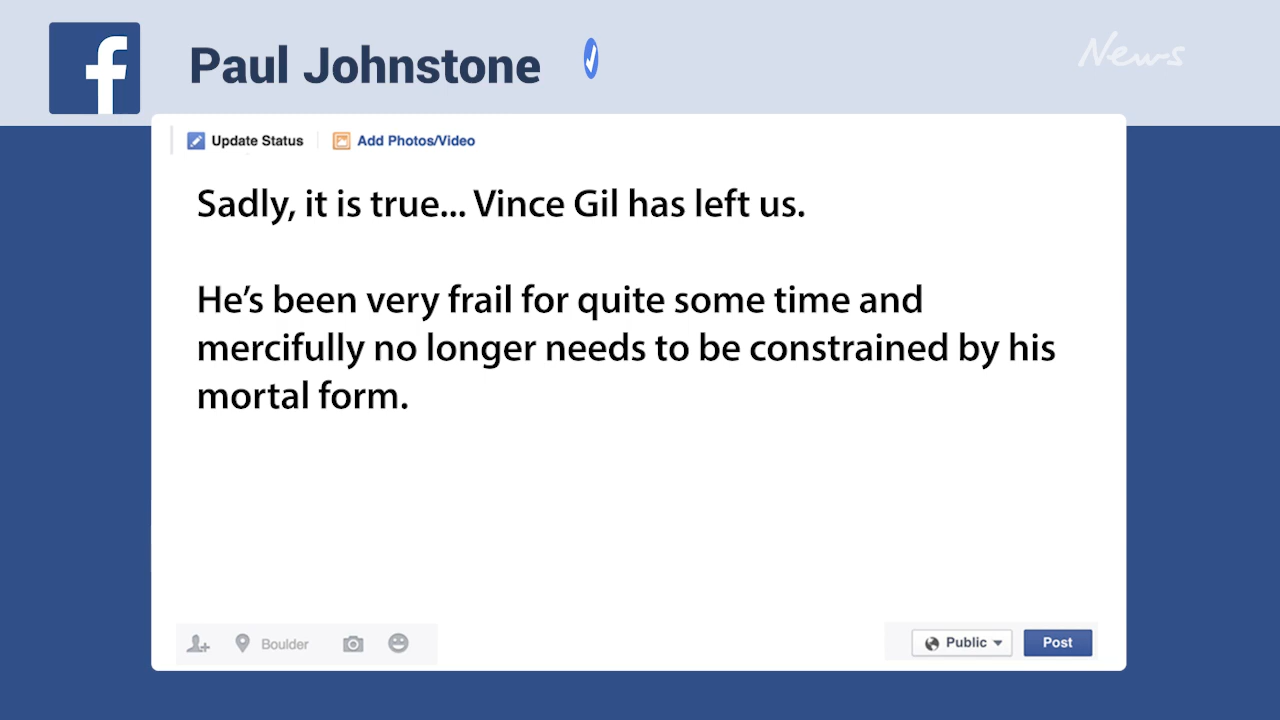 f Paul Johnstone
News
Update Status Add Photos/Video
Sadly, it is true... Vince Gil has left us.
He's been very frail for quite some time and
mercifully no longer needs to be constrained by his
mortal form.
Boulder
Public Post